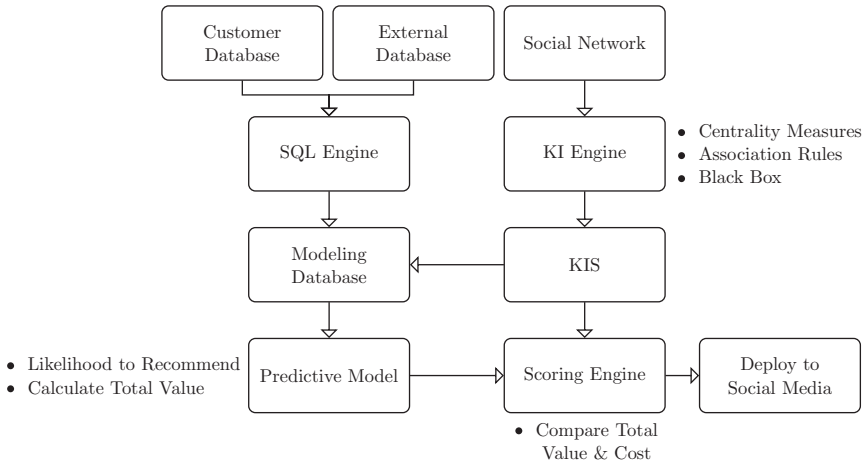 Customer
Database
External
Database
Social Network
SQL Engine
KI Engine
• Centrality Measures
• Association Rules
• Black Box
Modeling
Database
KIS
• Likelihood to Recommend
• Calculate Total Value
Predictive Model
Scoring Engine
Deploy to
Social Media
• Compare Total
Value & Cost